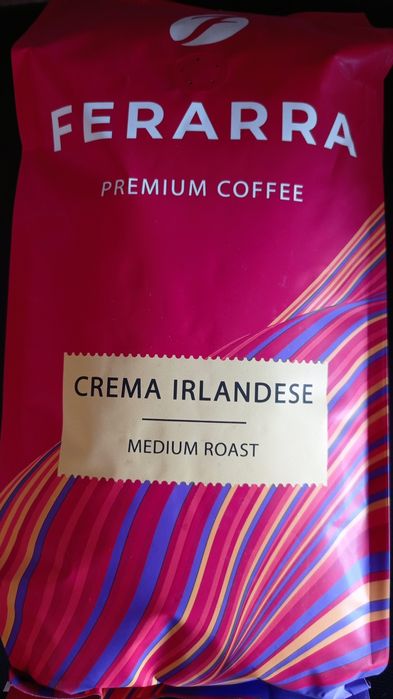 FERARRA
PREMIUM COFFEE
CREMA IRLANDESE
MEDIUM ROAST